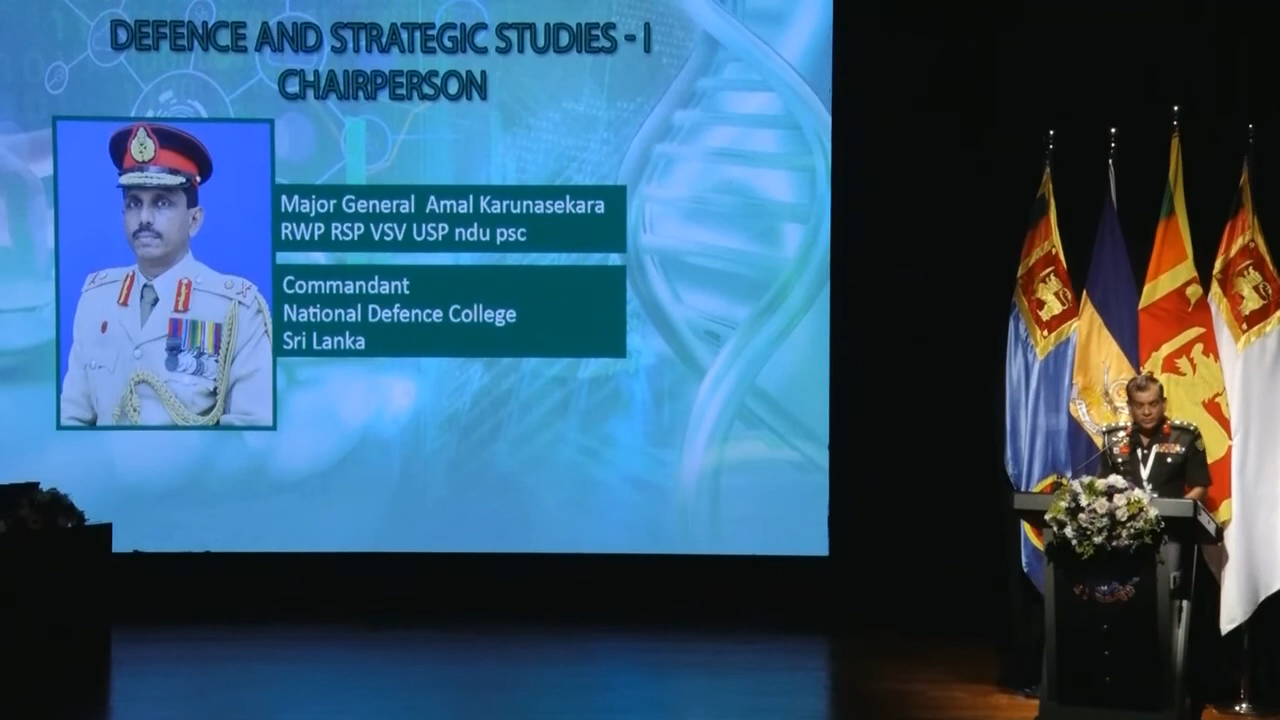 DEFENCE AND STRATEGIC STUDIES - I
CHAIRPERSON
Major General Amal Karunasekara
RWP RSP VSV USP ndu psc
Commandant
National Defence College
Sri Lanka